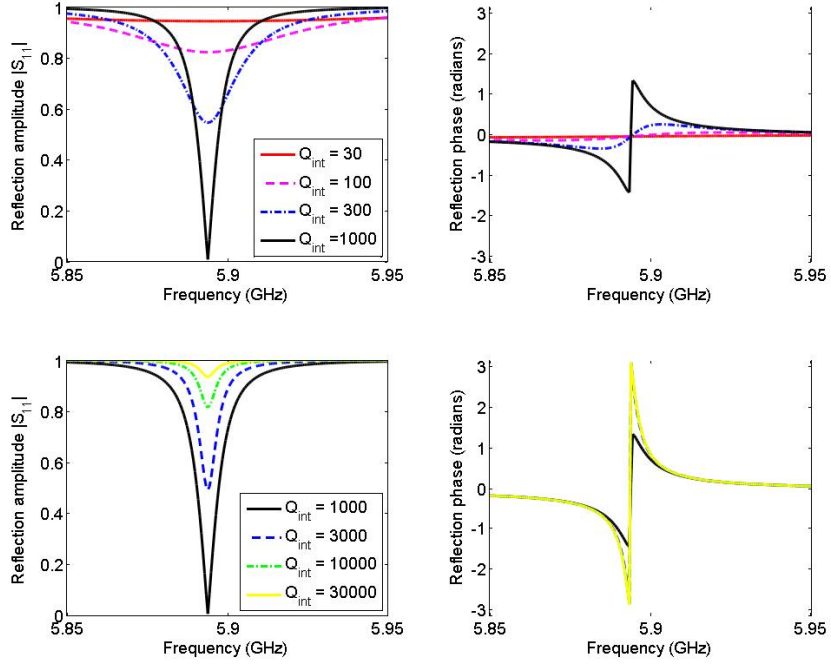 Reflection amplitude |S11|
1
0.8
0.6
0.4
0.2
0
Qint = 30
Qint = 100
Qint = 300
Qint =1000
5.85
5.9
5.95
Frequency (GHz)
Reflection phase (radians)
3
2
1
0
-1
-2
-3
5.85
5.9
5.95
Frequency (GHz)
Reflection amplitude |S11|
1
0.8
0.6
0.4
0.2
0
Qint = 1000
Qint = 3000
Qint = 10000
Qint = 30000
5.85
5.9
5.95
Frequency (GHz)
Reflection phase (radians)
3
2
1
0
-1
-2
-3
5.85
5.9
5.95
Frequency (GHz)